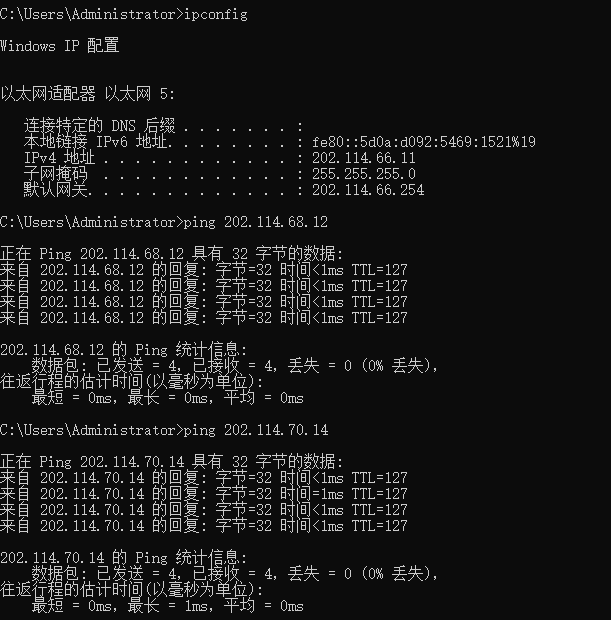 C:\Users\Administrator>ipconfig
Windows IP 配置
以太网适配器 以太网 5:
连接特定的 DNS 后缀 . . . . . . . :
本地链接 IPv6 地址. . . . . . . . : fe80::5d0a:d092:5469:1521%19
IPv4 地址 . . . . . . . . . . . . : 202.114.66.11
子网掩码 . . . . . . . . . . . . : 255.255.255.0
默认网关. . . . . . . . . . . . . : 202.114.66.254
C:\Users\Administrator>ping 202.114.68.12
正在 Ping 202.114.68.12 具有 32 字节的数据:
来自 202.114.68.12 的回复: 字节=32 时间<1ms TTL=127
来自 202.114.68.12 的回复: 字节=32 时间<1ms TTL=127
来自 202.114.68.12 的回复: 字节=32 时间<1ms TTL=127
来自 202.114.68.12 的回复: 字节=32 时间<1ms TTL=127
202.114.68.12 的 Ping 统计信息:
数据包: 已发送 = 4，已接收 = 4，丢失 = 0 (0% 丢失)，
往返行程的估计时间(以毫秒为单位):
最短 = 0ms，最长 = 0ms，平均 = 0ms
C:\Users\Administrator>ping 202.114.70.14
正在 Ping 202.114.70.14 具有 32 字节的数据:
来自 202.114.70.14 的回复: 字节=32 时间<1ms TTL=127
来自 202.114.70.14 的回复: 字节=32 时间=1ms TTL=127
来自 202.114.70.14 的回复: 字节=32 时间<1ms TTL=127
来自 202.114.70.14 的回复: 字节=32 时间<1ms TTL=127
202.114.70.14 的 Ping 统计信息:
数据包: 已发送 = 4，已接收 = 4，丢失 = 0 (0% 丢失)，
往返行程的估计时间(以毫秒为单位):
最短 = 0ms，最长 = 1ms，平均 = 0ms